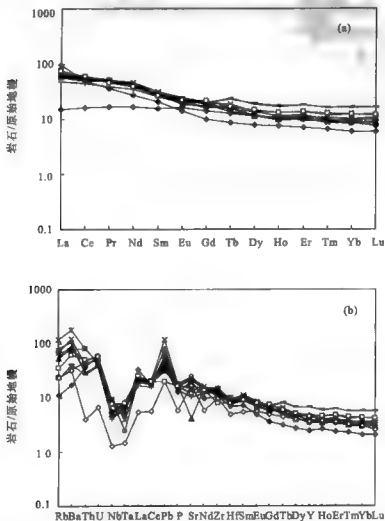 (a)
1000
100
10
1.0
0.1
岩石/原始地幔
La Ce Pr Nd Sm Eu Gd Tb Dy Ho Er Tm Yb Lu
(b)
1000
100
10
1 0
0.1
岩石/原始地幔
RbBaThU NbTaLaCePb P SrNdZrHfSmEuGdTbDyY HoErTmYbLu